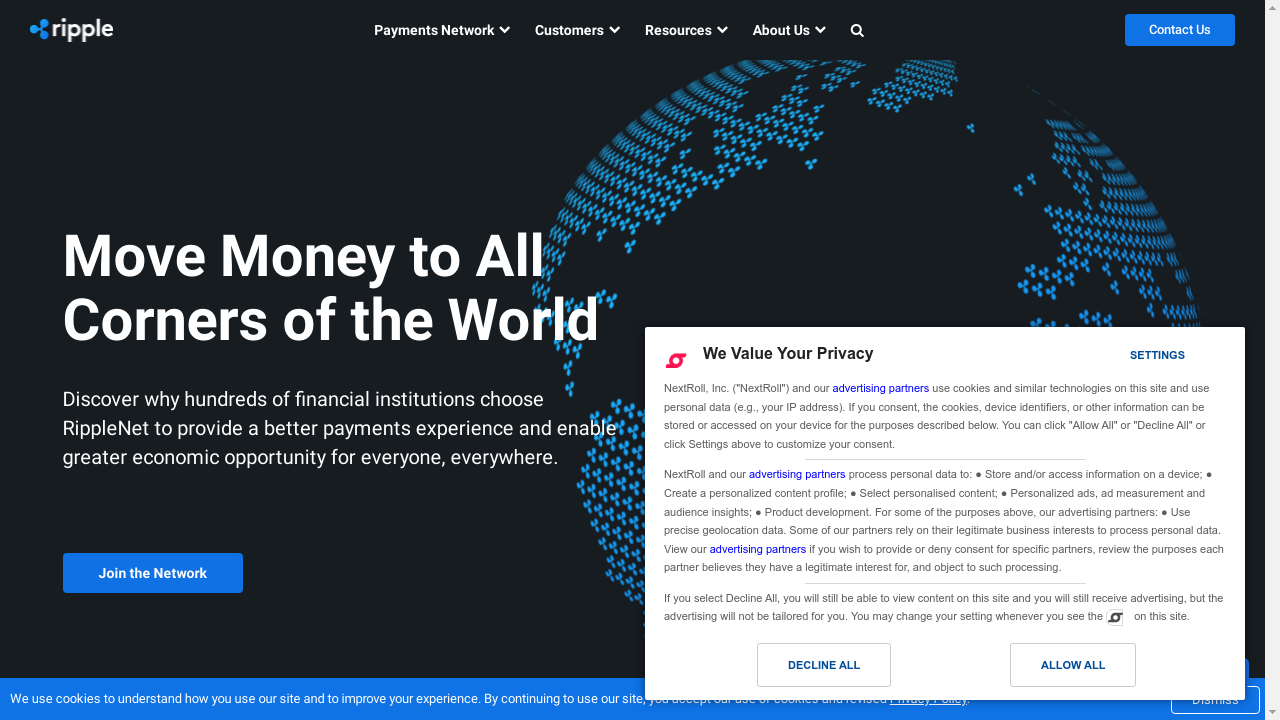 ripple
Payments Network
Customers
Resources
About Us
Contact Us
Move Money to All
Corners of the World
Discover why hundreds of financial institutions choose
RippleNet to provide a better payments experience and enable
greater economic opportunity for everyone, everywhere.
Join the Network
We Value Your Privacy
SETTINGS
NextRoll, Inc. ("NextRoll") and our advertising partners use cookies and similar technologies on this site and use
personal data (e.g., your IP address). If you consent, the cookies, device identifiers, or other information can be
stored or accessed on your device for the purposes described below. You can click "Allow All" or "Decline All" or
click Settings above to customize your consent.
NextRoll and our advertising partners process personal data to: ● Store and/or access information on a device; ●
Create a personalized content profile; ● Select personalised content; ● Personalized ads, ad measurement and
audience insights; ● Product development. For some of the purposes above, our advertising partners: ● Use
precise geolocation data. Some of our partners rely on their legitimate business interests to process personal data.
View our advertising partners if you wish to provide or deny consent for specific partners, review the purposes each
partner believes they have a legitimate interest for, and object to such processing.
If you select Decline All, you will still be able to view content on this site and you will still receive advertising, but the
advertising will not be tailored for you. You may change your setting whenever you see the on this site.
DECLINE ALL
ALLOW ALL
We use cookies to understand how you use our site and to improve your experience. By continuing to use our site, you accept our use of cookies and revised Privacy Policy.
Dismiss